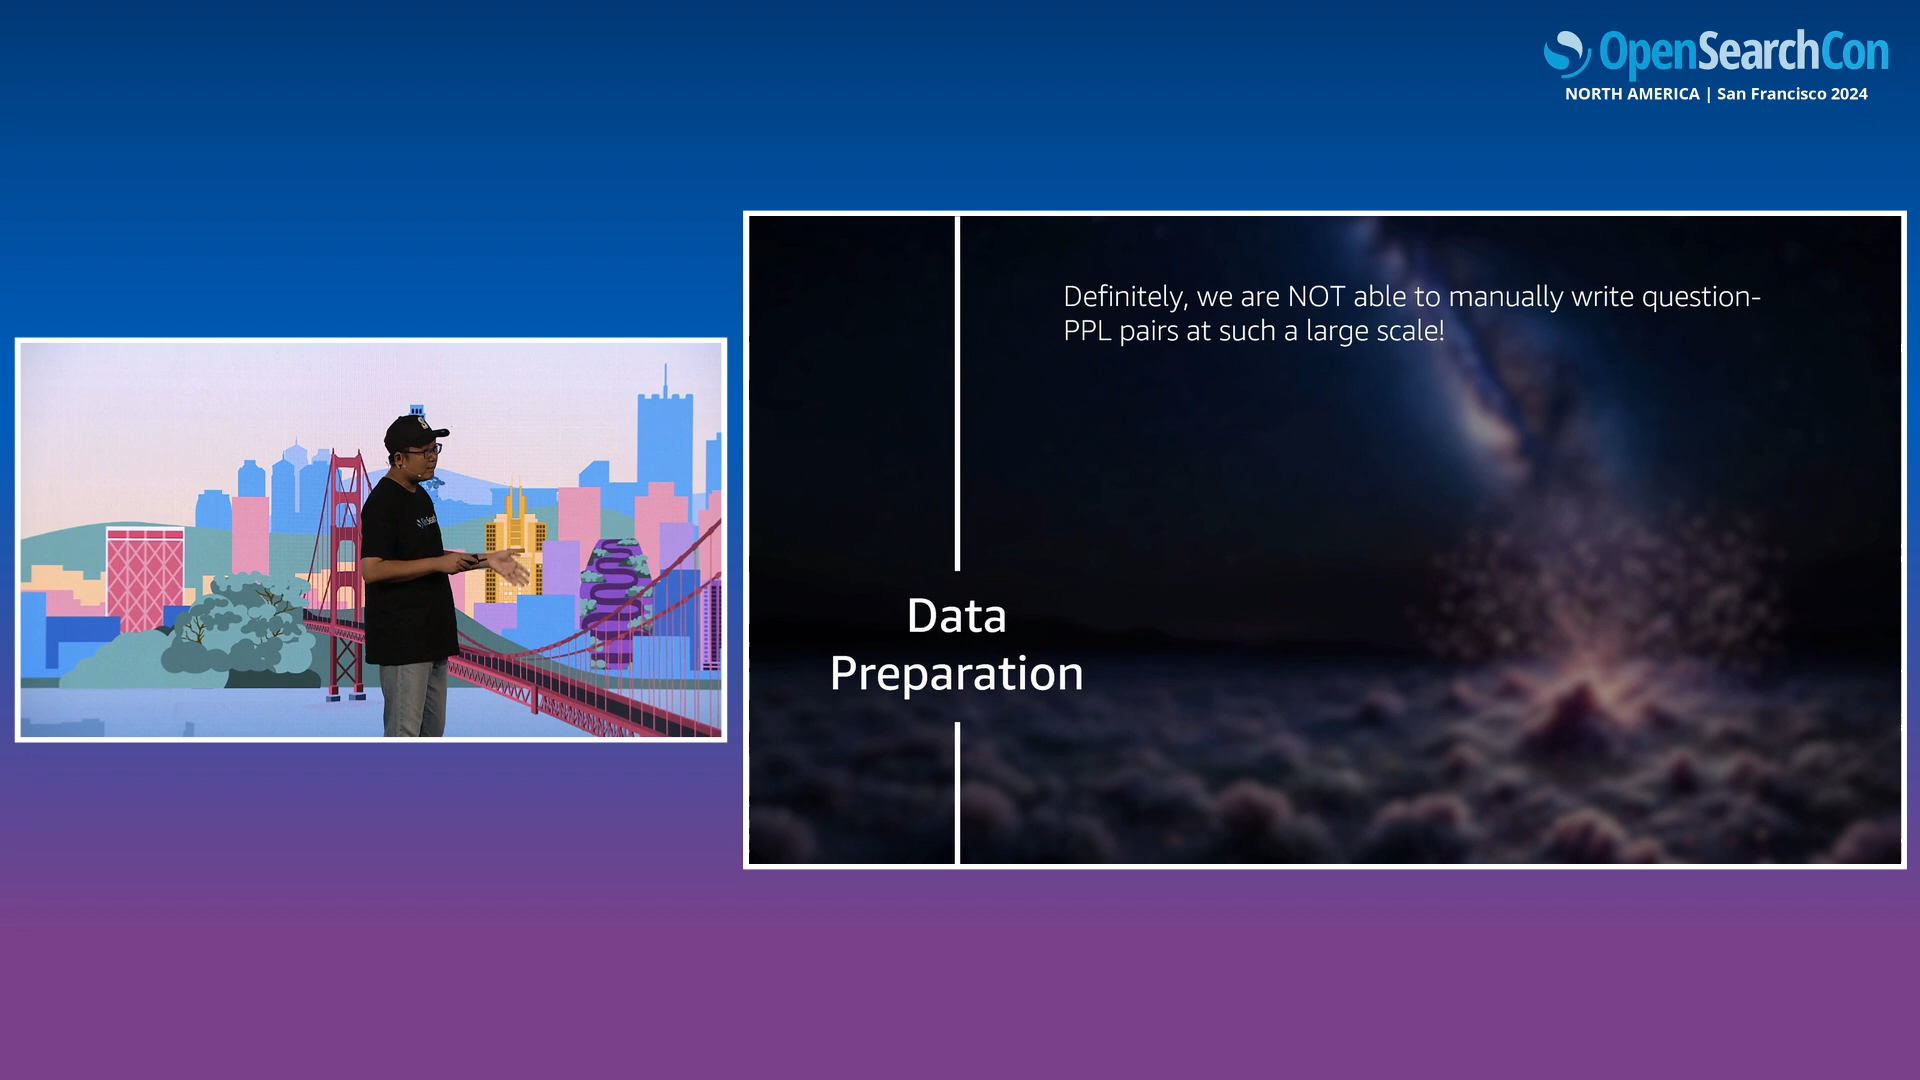 OpenSearchCon
NORTH AMERICA | San Francisco 2024
Definitely, we are NOT able to manually write question-
PPL pairs at such a large scale!
Data
Preparation